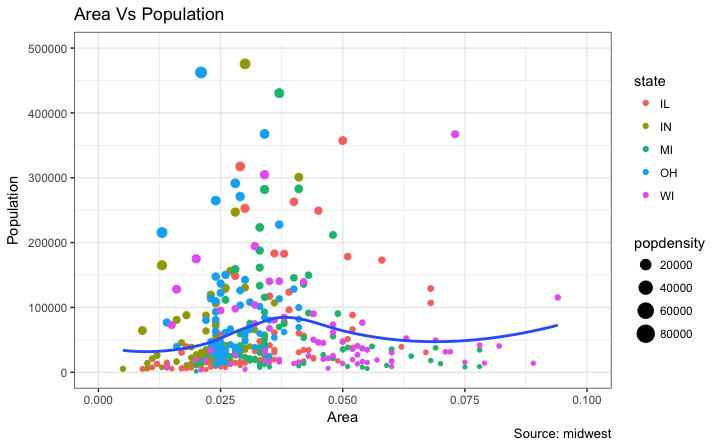 Area Vs Population
500000
400000
300000
200000
100000
0
Population
0.000
0.025
0.050
0.075
0.100
Area
state
IL
IN
MI
OH
WI
popdensity
20000
40000
60000
80000
Source: midwest